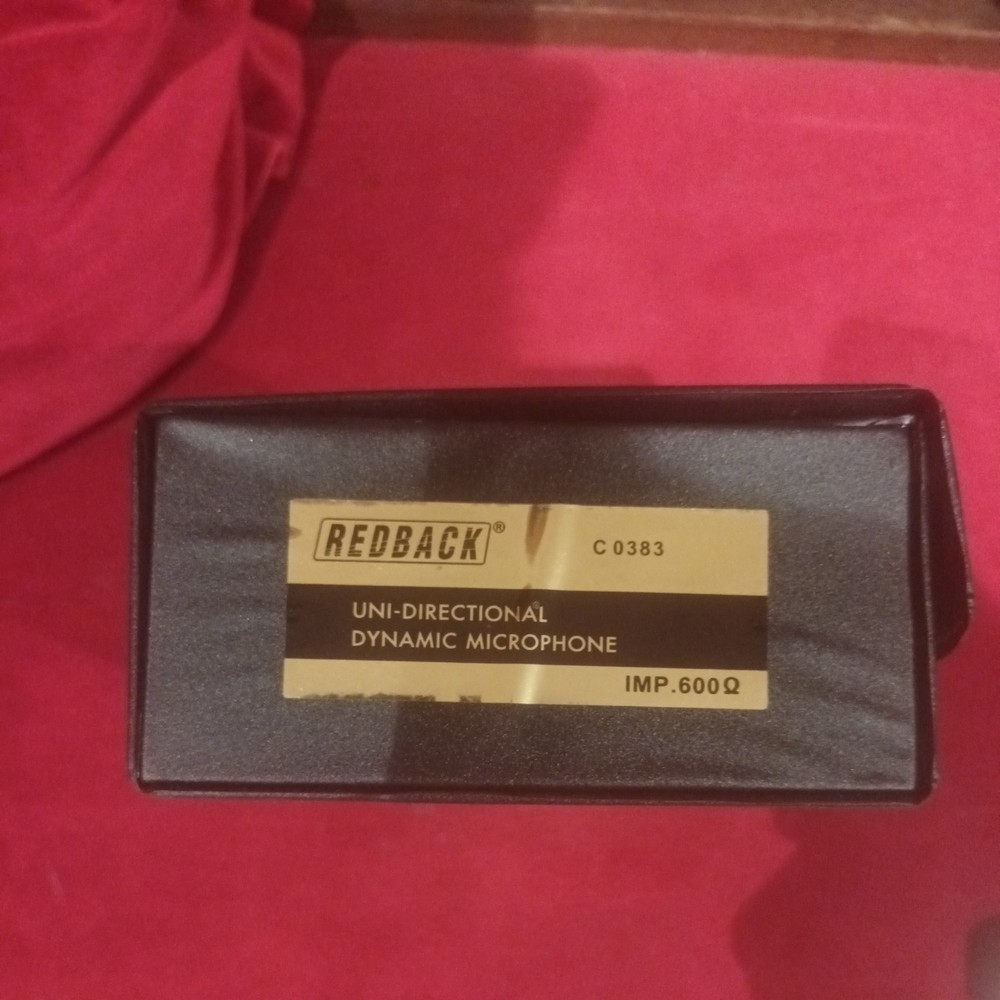 REDBACK®
C 0383
UNI-DIRECTIONAL
DYNAMIC MICROPHONE
IMP.600Ω